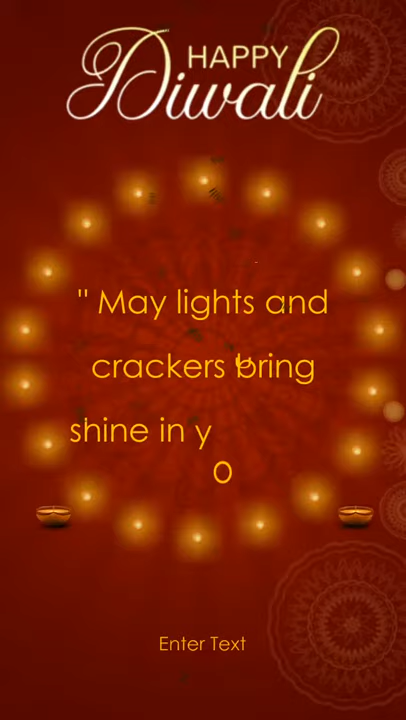 HAPPY
Diwali
" May lights and
crackers bring
shine in y
o
Enter Text